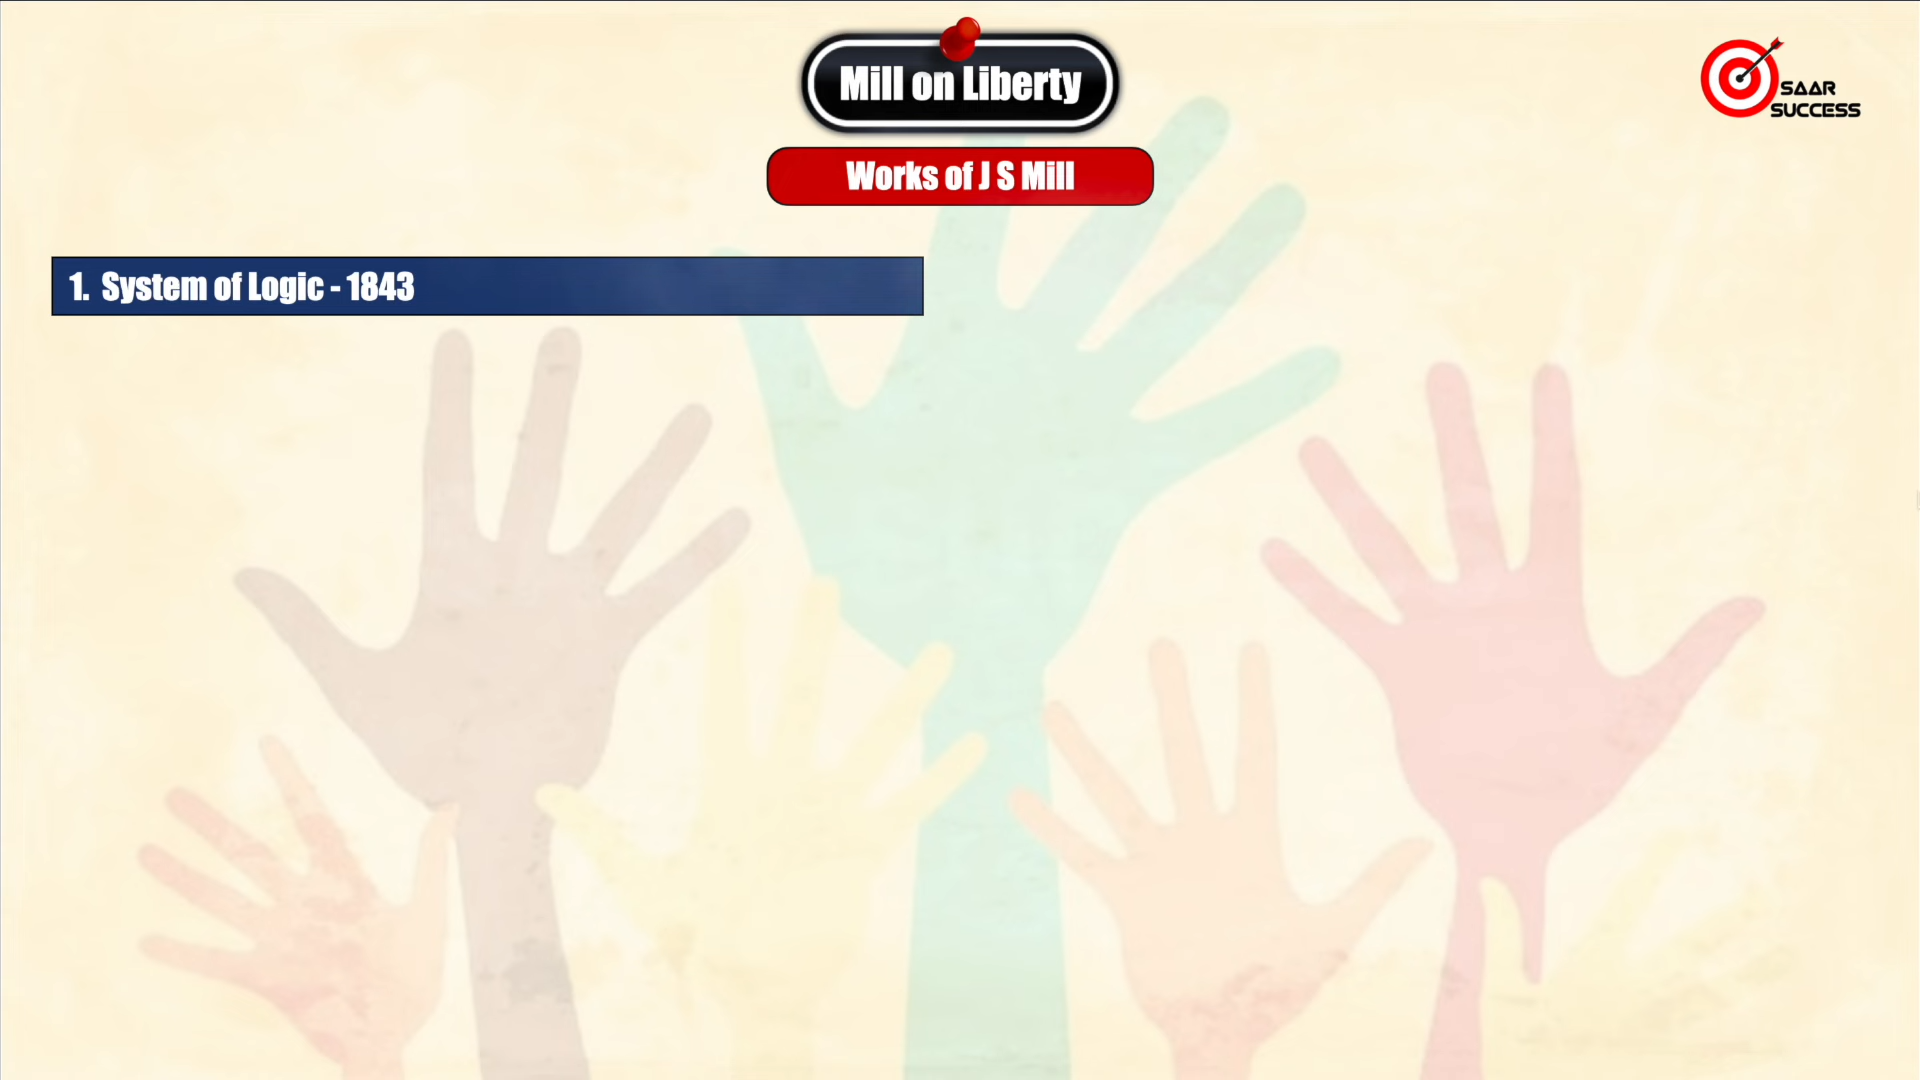 Mill on Liberty
SAAR
SUCCESS
Works of J S Mill
1. System of Logic - 1843